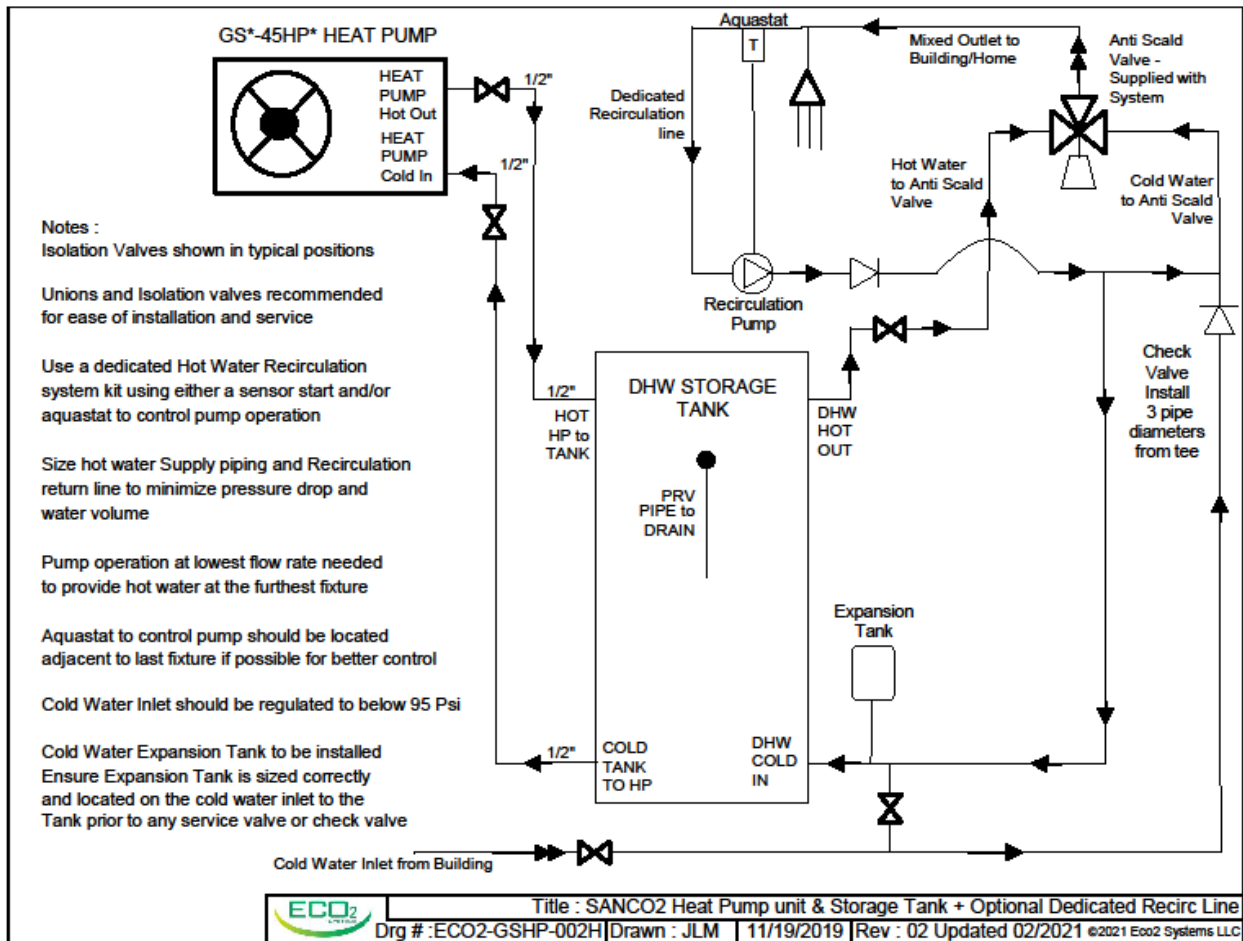 GS*-45HP* HEAT PUMP
HEAT
PUMP
Hot Out
HEAT
PUMP
Cold In
1/2"
1/2"
Aquastat
T
Dedicated
Recirculation
line
Mixed Outlet to
Building/Home
Anti Scald
Valve -
Supplied with
System
Hot Water
to Anti Scald
Valve
Cold Water
to Anti Scald
Valve
Recirculation
Pump
Check
Valve
Install
3 pipe
diameters
from tee
Notes :
Isolation Valves shown in typical positions
Unions and Isolation valves recommended
for ease of installation and service
Use a dedicated Hot Water Recirculation
system kit using either a sensor start and/or
aquastat to control pump operation
Size hot water Supply piping and Recirculation
return line to minimize pressure drop and
water volume
Pump operation at lowest flow rate needed
to provide hot water at the furthest fixture
Aquastat to control pump should be located
adjacent to last fixture if possible for better control
Cold Water Inlet should be regulated to below 95 Psi
Cold Water Expansion Tank to be installed
Ensure Expansion Tank is sized correctly
and located on the cold water inlet to the
Tank prior to any service valve or check valve
1/2"
HOT
HP to
TANK
DHW STORAGE
TANK
DHW
HOT
OUT
PRV
PIPE to
DRAIN
Expansion
Tank
1/2"
COLD
TANK
TO HP
DHW
COLD
IN
Cold Water Inlet from Building
ECO2
Title : SANCO2 Heat Pump unit & Storage Tank + Optional Dedicated Recirc Line
Drg # :ECO2-GSHP-002H Drawn : JLM 11/19/2019 Rev : 02 Updated 02/2021 ©2021 Eco2 Systems LLC